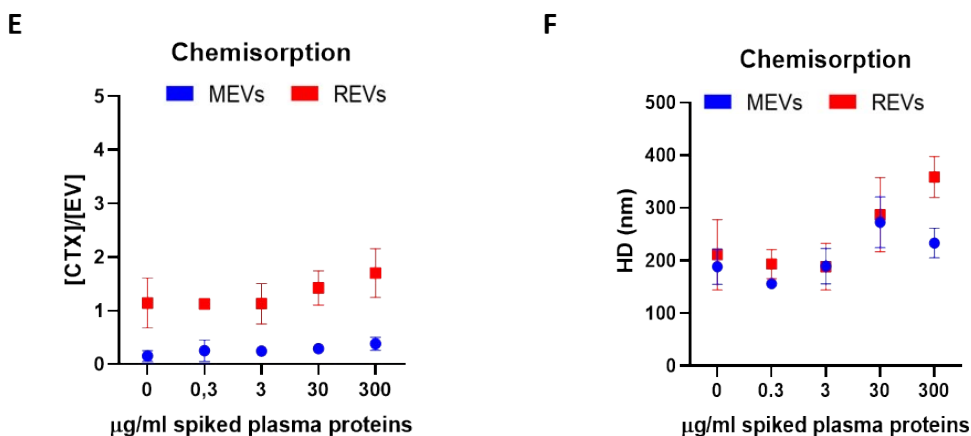 E
Chemisorption
MEVs REVs
[CTX]/[EV]
5
4
3
2
1
0
0 0,3 3 30 300
μg/ml spiked plasma proteins
F
Chemisorption
MEVs REVs
HD (nm)
500
400
300
200
100
0
0 0.3 3 30 300
μg/ml spiked plasma proteins